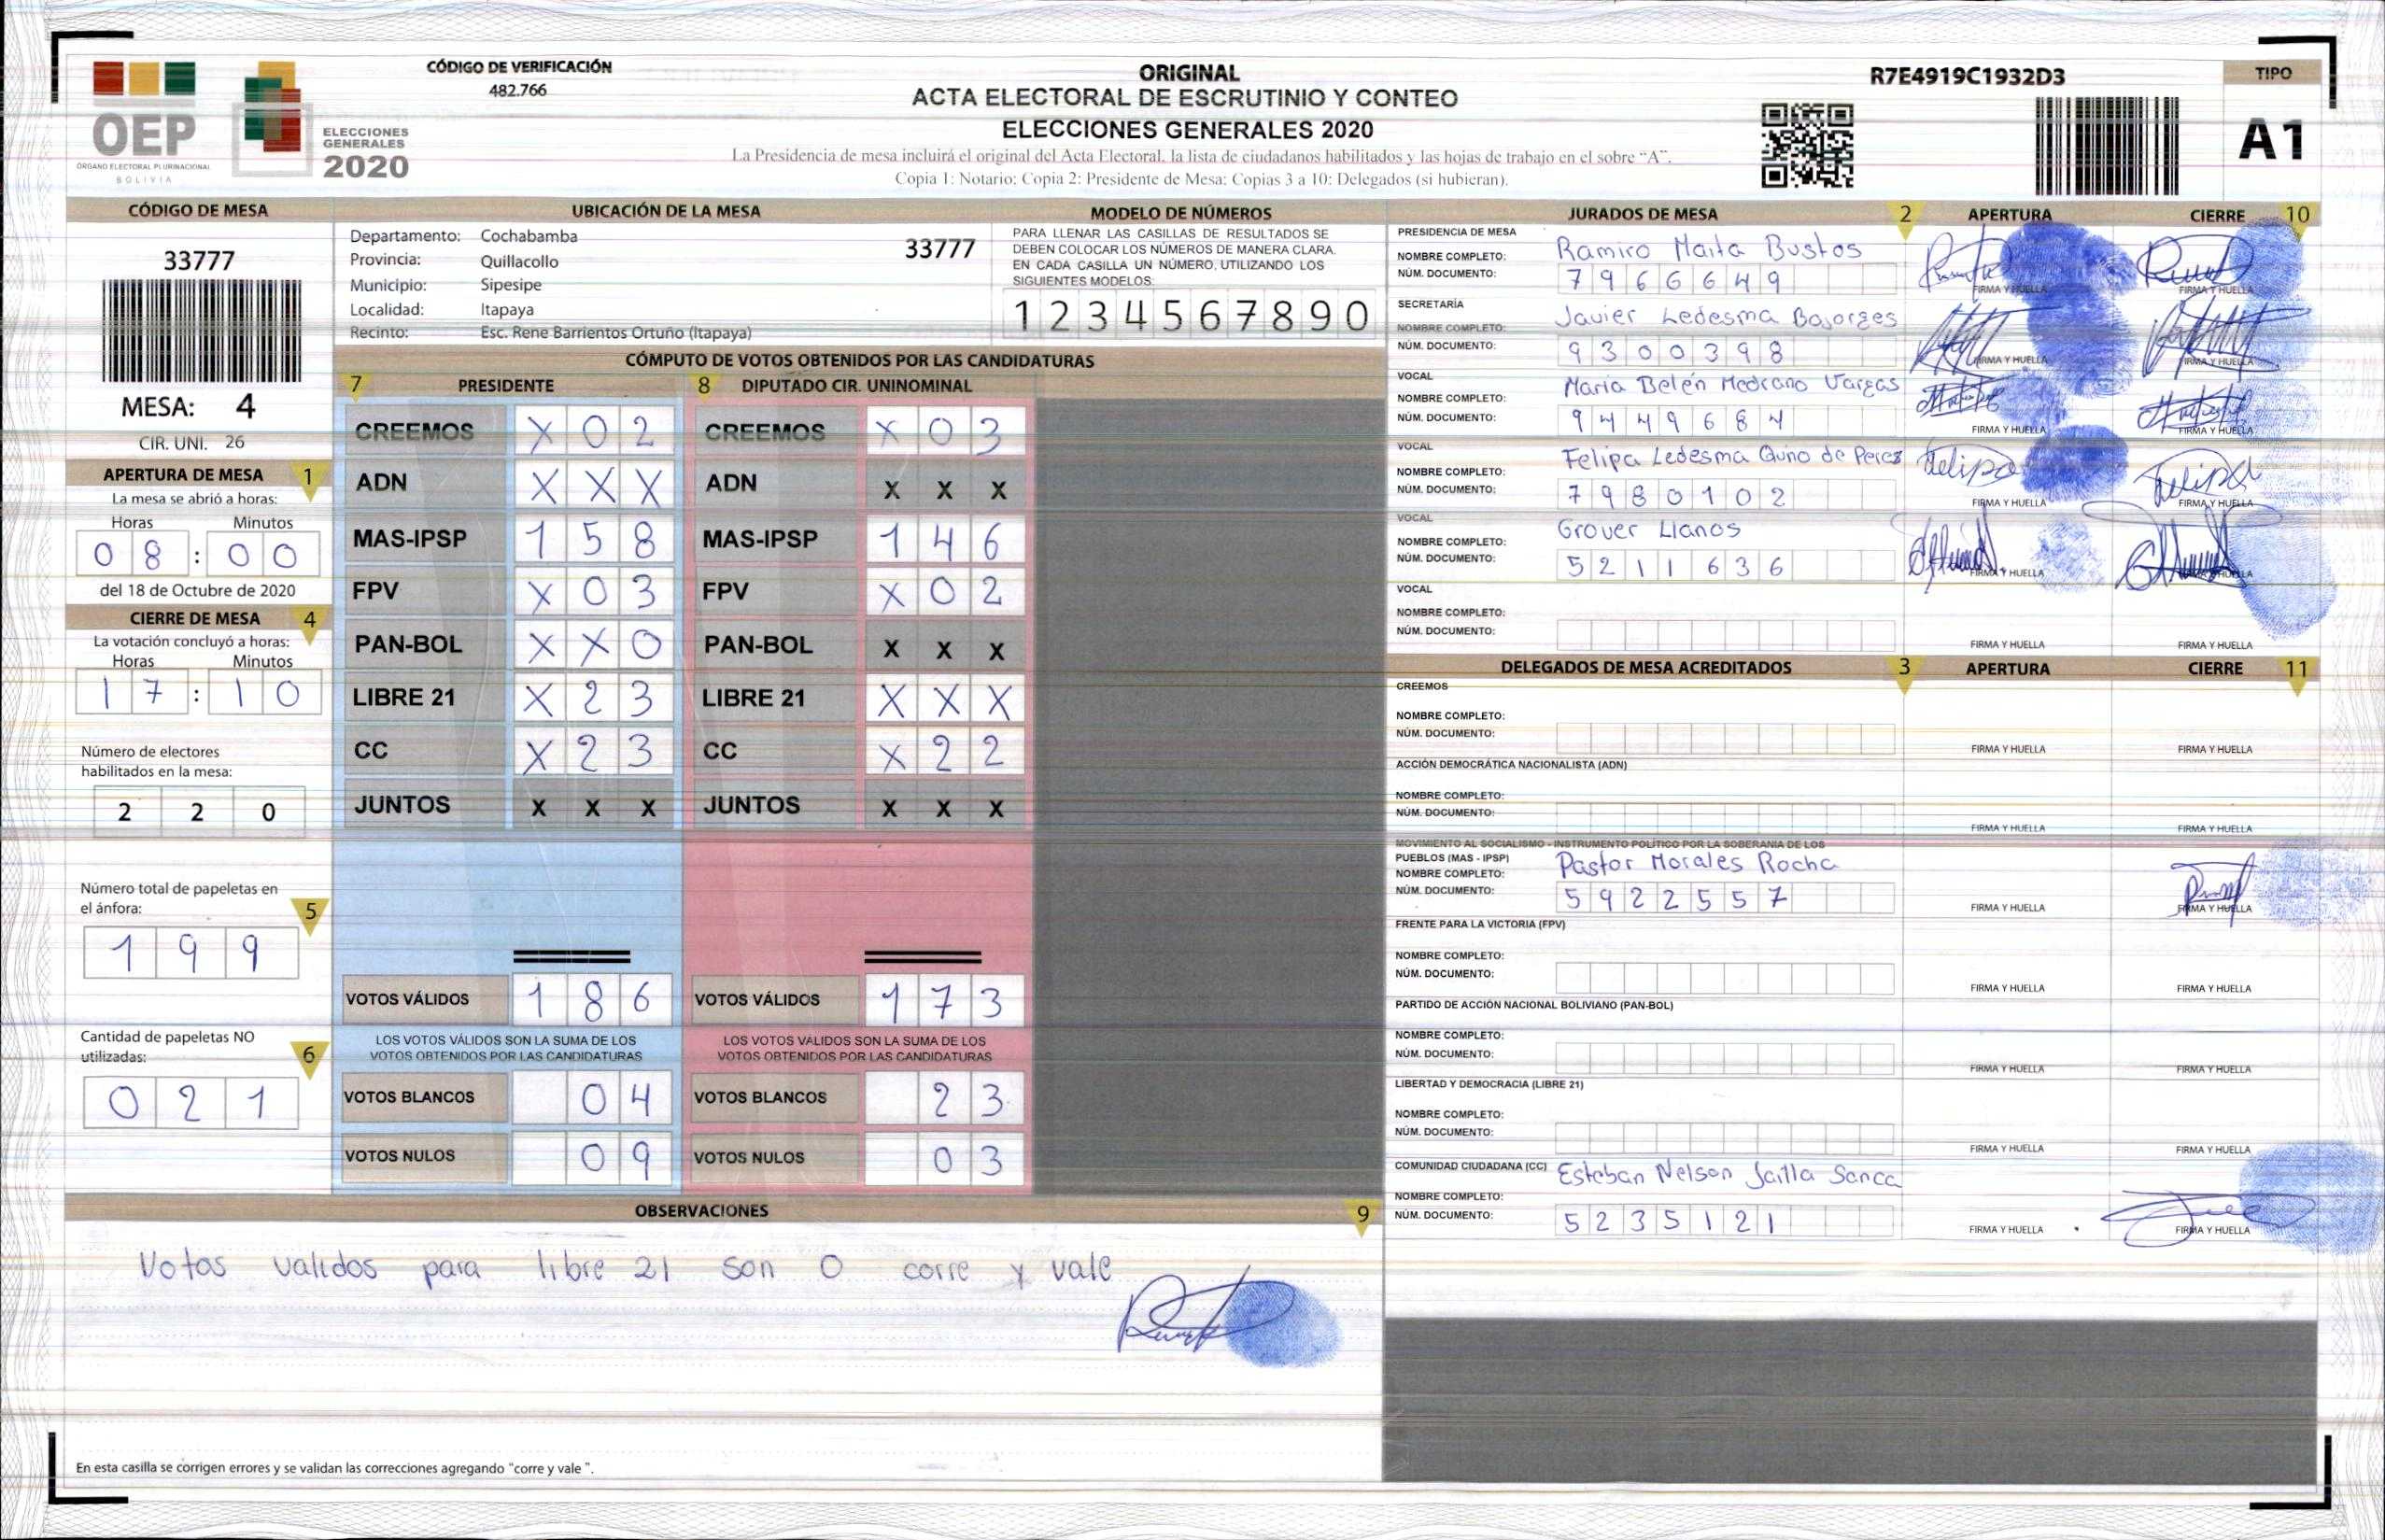 OEP
ÓRGANO ELECTORAL PLURINACIONAL
BOLIVIA
ELECCIONES
GENERALES
2020
CÓDIGO DE VERIFICACIÓN
482.766
ORIGINAL
ACTA ELECTORAL DE ESCRUTINIO Y CONTEO
ELECCIONES GENERALES 2020
La Presidencia de mesa incluirá el original del Acta Electoral, la lista de ciudadanos habilitados y las hojas de trabajo en el sobre “A”.
Copia 1: Notario; Copia 2: Presidente de Mesa; Copias 3 a 10: Delegados (si hubieran).
R7E4919C1932D3
TIPO
A1
CÓDIGO DE MESA
33777
MESA: 4
CIR. UNI. 26
APERTURA DE MESA 1
La mesa se abrió a horas:
Horas Minutos
0 8 : 0 0
del 18 de Octubre de 2020
CIERRE DE MESA 4
La votación concluyó a horas:
Horas Minutos
1 7 : 1 0
Número de electores
habilitados en la mesa:
2 2 0
Número total de papeletas en
el ánfora:
5
1 9 9
Cantidad de papeletas NO
utilizadas:
6
0 2 1
UBICACIÓN DE LA MESA
Departamento: Cochabamba
33777
Provincia: Quillacollo
Municipio: Sipesipe
Localidad: Itapaya
Recinto: Esc. Rene Barrientos Ortuño (Itapaya)
MODELO DE NÚMEROS
PARA LLENAR LAS CASILLAS DE RESULTADOS SE
DEBEN COLOCAR LOS NÚMEROS DE MANERA CLARA.
EN CADA CASILLA UN NÚMERO, UTILIZANDO LOS
SIGUIENTES MODELOS:
1 2 3 4 5 6 7 8 9 0
CÓMPUTO DE VOTOS OBTENIDOS POR LAS CANDIDATURAS
7 PRESIDENTE 8 DIPUTADO CIR. UNINOMINAL
CREEMOS X 0 2 CREEMOS X 0 3
ADN X X X ADN X X X
MAS-IPSP 1 5 8 MAS-IPSP 1 4 6
FPV X 0 3 FPV X 0 2
PAN-BOL X X 0 PAN-BOL X X X
LIBRE 21 X 2 3 LIBRE 21 X X X
CC X 2 3 CC X 2 2
JUNTOS X X X JUNTOS X X X
VOTOS VÁLIDOS 1 8 6 VOTOS VÁLIDOS 1 7 3
LOS VOTOS VÁLIDOS SON LA SUMA DE LOS LOS VOTOS VÁLIDOS SON LA SUMA DE LOS
VOTOS OBTENIDOS POR LAS CANDIDATURAS VOTOS OBTENIDOS POR LAS CANDIDATURAS
VOTOS BLANCOS 0 4 VOTOS BLANCOS 2 3
VOTOS NULOS 0 9 VOTOS NULOS 0 3
OBSERVACIONES 9
Votos validos para libre 21 son 0 corre y vale
En esta casilla se corrigen errores y se validan las correcciones agregando "corre y vale ".
JURADOS DE MESA 2 APERTURA CIERRE 10
PRESIDENCIA DE MESA
NOMBRE COMPLETO: Ramiro Maita Bustos
NÚM. DOCUMENTO: 7 9 6 6 6 4 9
FIRMA Y HUELLA FIRMA Y HUELLA
SECRETARÍA
NOMBRE COMPLETO: Javier Ledesma Bojorges
NÚM. DOCUMENTO: 9 3 0 0 3 9 8
FIRMA Y HUELLA FIRMA Y HUELLA
VOCAL
NOMBRE COMPLETO: Maria Belén Medrano Vargas
NÚM. DOCUMENTO: 9 4 4 9 6 8 4
FIRMA Y HUELLA FIRMA Y HUELLA
VOCAL
NOMBRE COMPLETO: Felipa Ledesma Quino de Perez
NÚM. DOCUMENTO: 7 9 8 0 1 0 2
Felipa Felipa
FIRMA Y HUELLA FIRMA Y HUELLA
VOCAL
NOMBRE COMPLETO: Grover Llanos
NÚM. DOCUMENTO: 5 2 1 1 6 3 6
FIRMA Y HUELLA FIRMA Y HUELLA
VOCAL
NOMBRE COMPLETO:
NÚM. DOCUMENTO:
FIRMA Y HUELLA FIRMA Y HUELLA
DELEGADOS DE MESA ACREDITADOS 3 APERTURA CIERRE 11
CREEMOS
NOMBRE COMPLETO:
NÚM. DOCUMENTO:
FIRMA Y HUELLA FIRMA Y HUELLA
ACCIÓN DEMOCRÁTICA NACIONALISTA (ADN)
NOMBRE COMPLETO:
NÚM. DOCUMENTO:
FIRMA Y HUELLA FIRMA Y HUELLA
MOVIMIENTO AL SOCIALISMO - INSTRUMENTO POLÍTICO POR LA SOBERANIA DE LOS
PUEBLOS (MAS - IPSP)
NOMBRE COMPLETO: Pastor Morales Rocha
NÚM. DOCUMENTO: 5 9 2 2 5 5 7
FIRMA Y HUELLA FIRMA Y HUELLA
FRENTE PARA LA VICTORIA (FPV)
NOMBRE COMPLETO:
NÚM. DOCUMENTO:
FIRMA Y HUELLA FIRMA Y HUELLA
PARTIDO DE ACCIÓN NACIONAL BOLIVIANO (PAN-BOL)
NOMBRE COMPLETO:
NÚM. DOCUMENTO:
FIRMA Y HUELLA FIRMA Y HUELLA
LIBERTAD Y DEMOCRACIA (LIBRE 21)
NOMBRE COMPLETO:
NÚM. DOCUMENTO:
FIRMA Y HUELLA FIRMA Y HUELLA
COMUNIDAD CIUDADANA (CC)
NOMBRE COMPLETO: Esteban Nelson Jailla
NÚM. DOCUMENTO: 5 2 3 5 1 2 1
FIRMA Y HUELLA FIRMA Y HUELLA